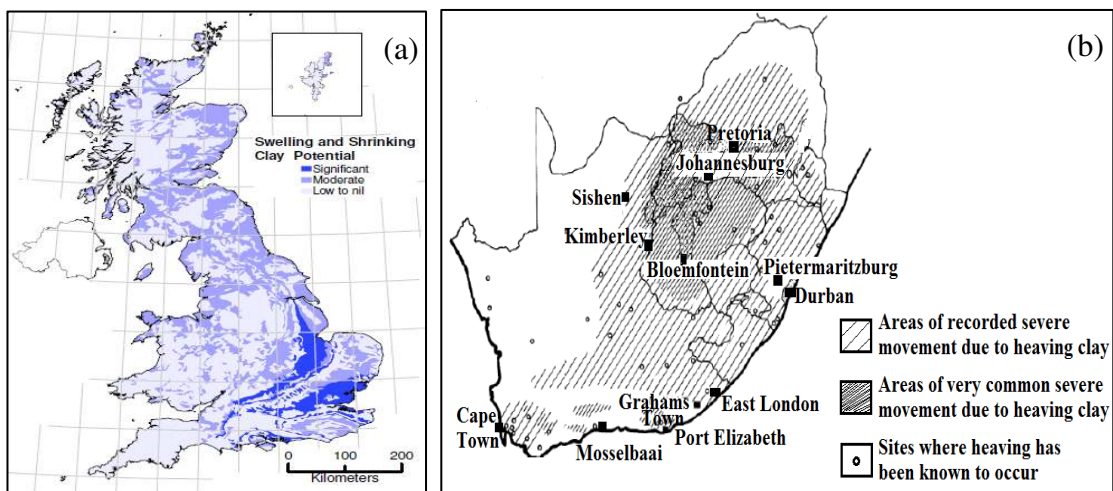 (a)
Swelling and Shrinking
Clay Potential
Significant
Moderate
Low to nil
0 100 200
Kilometers
(b)
Pretoria
Johannesburg
Sishen
Kimberley
Bloemfontein
Pietermaritzburg
Durban
Areas of recorded severe
movement due to heaving clay
Areas of very common severe
movement due to heaving clay
Grahams
Town
East London
Cape
Town
Port Elizabeth
Mosselbaai
Sites where heaving has
been known to occur